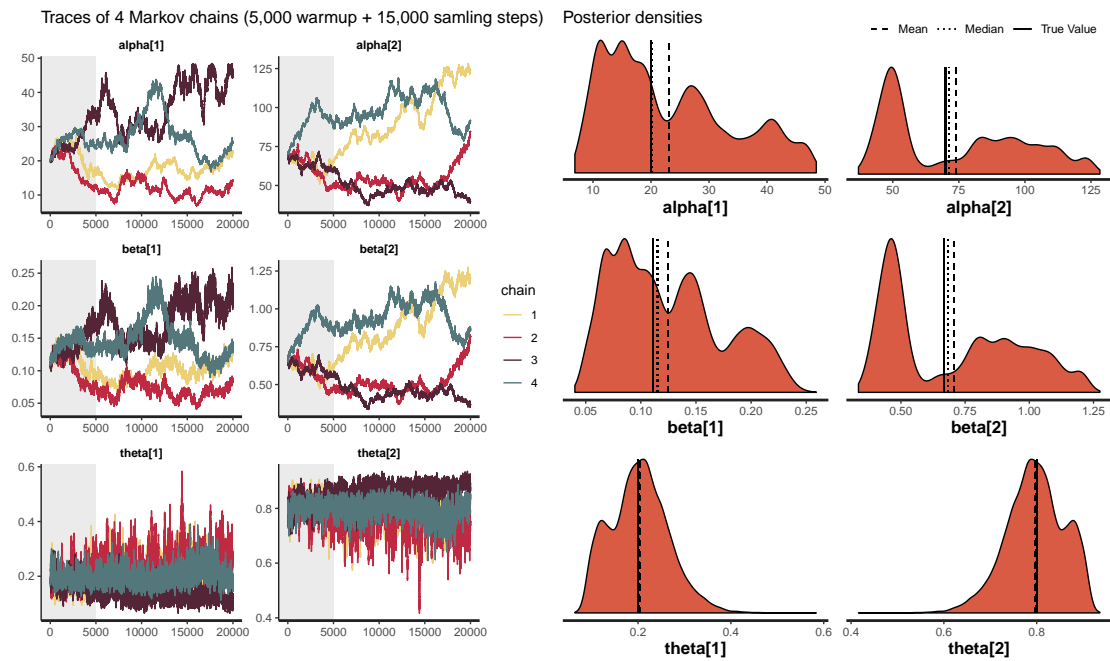 Traces of 4 Markov chains (5,000 warmup + 15,000 samling steps)
alpha[1]
50
40
30
20
10
0 5000 10000 15000 20000
alpha[2]
125
100
75
50
0 5000 10000 15000 20000
beta[1]
0.25
0.20
0.15
0.10
0.05
0 5000 10000 15000 20000
beta[2]
1.25
1.00
0.75
0.50
0 5000 10000 15000 20000
theta[1]
0.6
0.4
0.2
0 5000 10000 15000 20000
theta[2]
0.8
0.6
0.4
0 5000 10000 15000 20000
chain
1
2
3
4
Posterior densities
Mean Median True Value
10 20 30 40 50
alpha[1]
50 75 100 125
alpha[2]
0.05 0.10 0.15 0.20 0.25
beta[1]
0.50 0.75 1.00 1.25
beta[2]
0.2 0.4 0.6
theta[1]
0.4 0.6 0.8
theta[2]